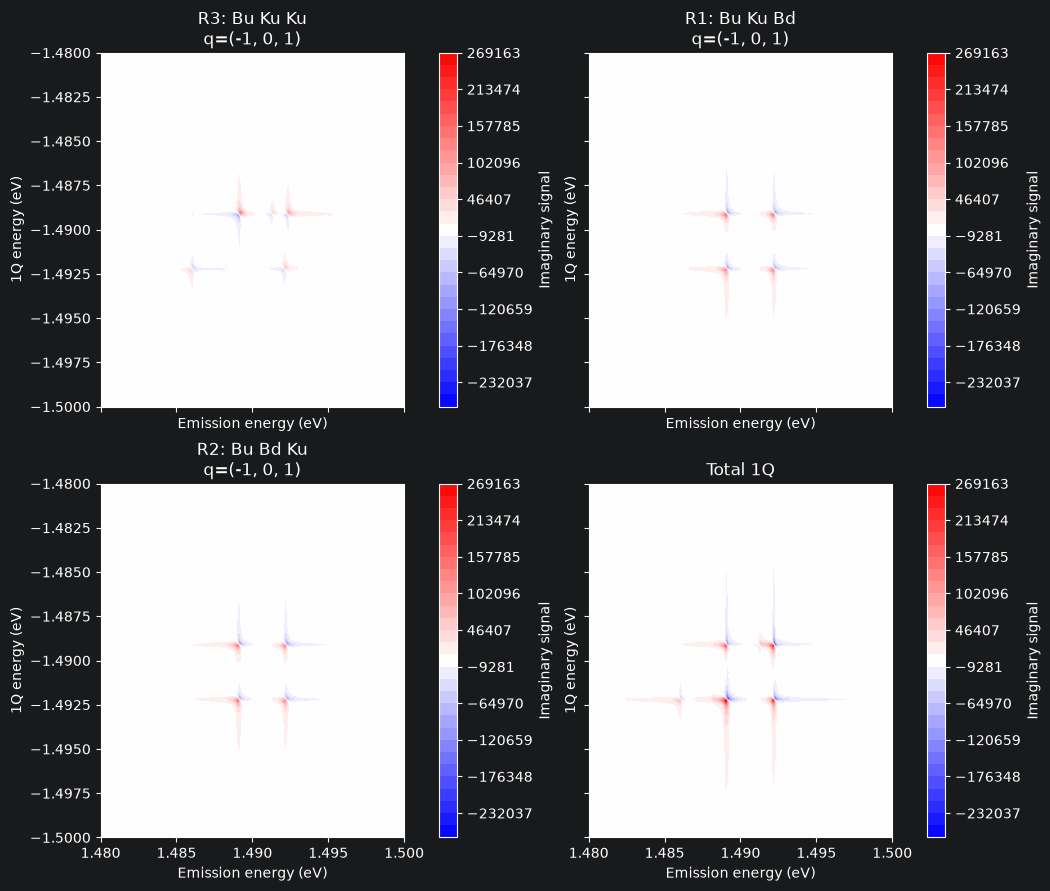 R3: Bu Ku Ku
q=(-1, 0, 1)
−1.4800
−1.4825
−1.4850
−1.4875
−1.4900
−1.4925
−1.4950
−1.4975
−1.5000
1Q energy (eV)
Emission energy (eV)
269163
213474
157785
102096
46407
−9281
−64970
−120659
−176348
−232037
Imaginary signal
R1: Bu Ku Bd
q=(-1, 0, 1)
1Q energy (eV)
Emission energy (eV)
269163
213474
157785
102096
46407
−9281
−64970
−120659
−176348
−232037
Imaginary signal
R2: Bu Bd Ku
q=(-1, 0, 1)
−1.4800
−1.4825
−1.4850
−1.4875
−1.4900
−1.4925
−1.4950
−1.4975
−1.5000
1Q energy (eV)
1.480 1.485 1.490 1.495 1.500
Emission energy (eV)
269163
213474
157785
102096
46407
−9281
−64970
−120659
−176348
−232037
Imaginary signal
Total 1Q
1Q energy (eV)
1.480 1.485 1.490 1.495 1.500
Emission energy (eV)
269163
213474
157785
102096
46407
−9281
−64970
−120659
−176348
−232037
Imaginary signal